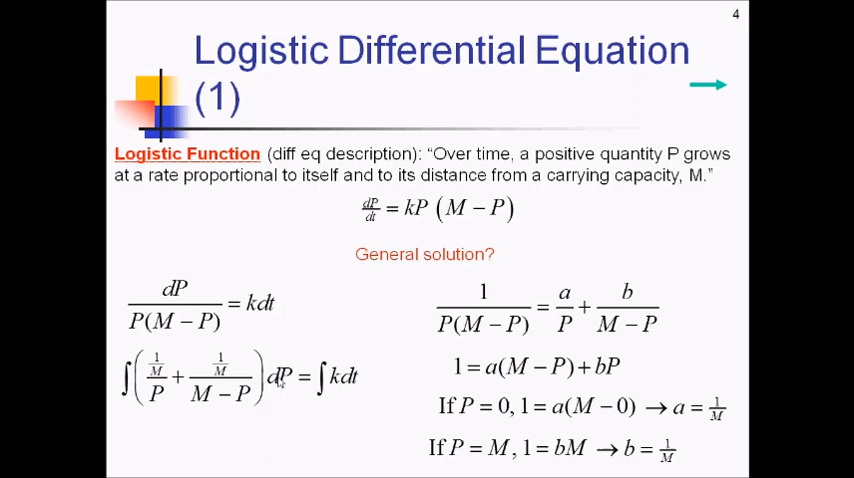 4
Logistic Differential Equation
(1)
Logistic Function (diff eq description): “Over time, a positive quantity P grows
at a rate proportional to itself and to its distance from a carrying capacity, M.”
dP/dt = kP (M − P)
General solution?
dP/P(M − P) = kdt
∫(1/M/P + 1/M/M − P)dP = ∫kdt
1/P(M − P) = a/P + b/M − P
1 = a(M − P) + bP
If P = 0, 1 = a(M − 0) → a = 1/M
If P = M, 1 = bM → b = 1/M